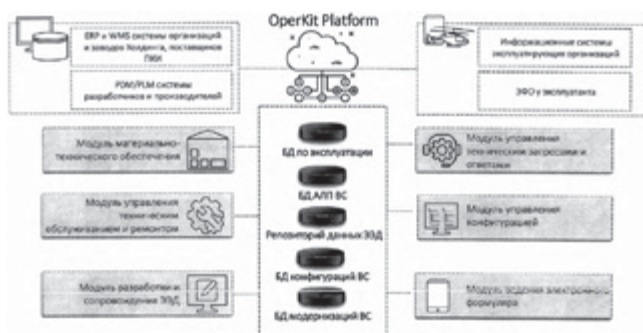 OperKit Platform
ERP и WMS системы организаций
и заводов Холдинга, поставщиков
ПКИ
PDM/PLM системы
разработчиков и производителей
Информационные системы
эксплуатирующих организаций
ЭФО у эксплуатанта
Модуль материально-
технического обеспечения
Модуль управления
техническим
обслуживанием и ремонтом
Модуль разработки и
сопровождения ЭЭД
БД по эксплуатации
БД АЛП ВС
Репозиторий данных ЭЭД
БД конфигураций ВС
БД модернизаций ВС
Модуль управления
техническим запросами и
ответами
Модуль управления
конфигурацией
Модуль ведения электронного
формуляра